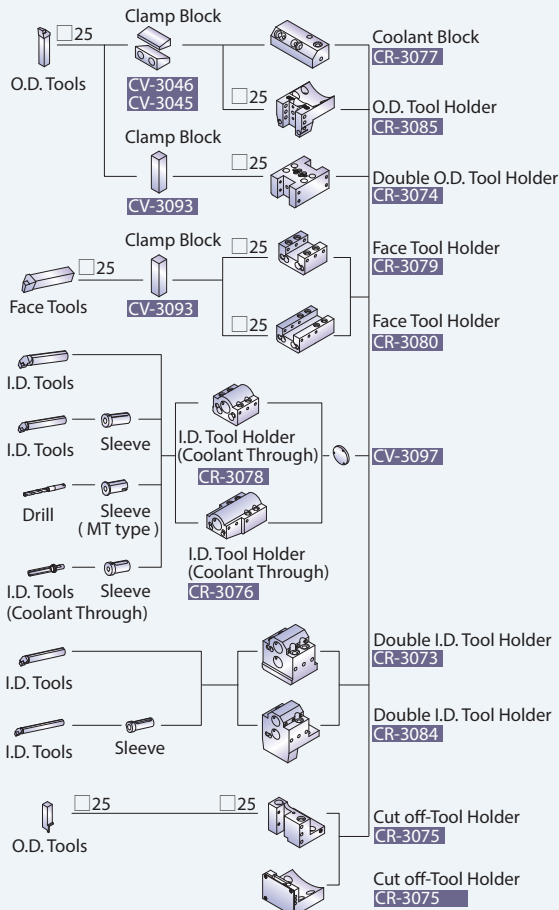 Clamp Block
□25
O.D. Tools
CV-3046
CV-3045
Coolant Block
CR-3077
□25
O.D. Tool Holder
CR-3085
Clamp Block
CV-3093
□25
Double O.D. Tool Holder
CR-3074
Clamp Block
□25
Face Tools
CV-3093
□25
Face Tool Holder
CR-3079
□25
Face Tool Holder
CR-3080
I.D. Tools
I.D. Tools
Sleeve
Drill
Sleeve
( MT type )
I.D. Tools
(Coolant Through)
Sleeve
I.D. Tool Holder
(Coolant Through)
CR-3078
I.D. Tool Holder
(Coolant Through)
CR-3076
CV-3097
I.D. Tools
I.D. Tools
Sleeve
Double I.D. Tool Holder
CR-3073
Double I.D. Tool Holder
CR-3084
□25
O.D. Tools
□25
Cut off-Tool Holder
CR-3075
Cut off-Tool Holder
CR-3075